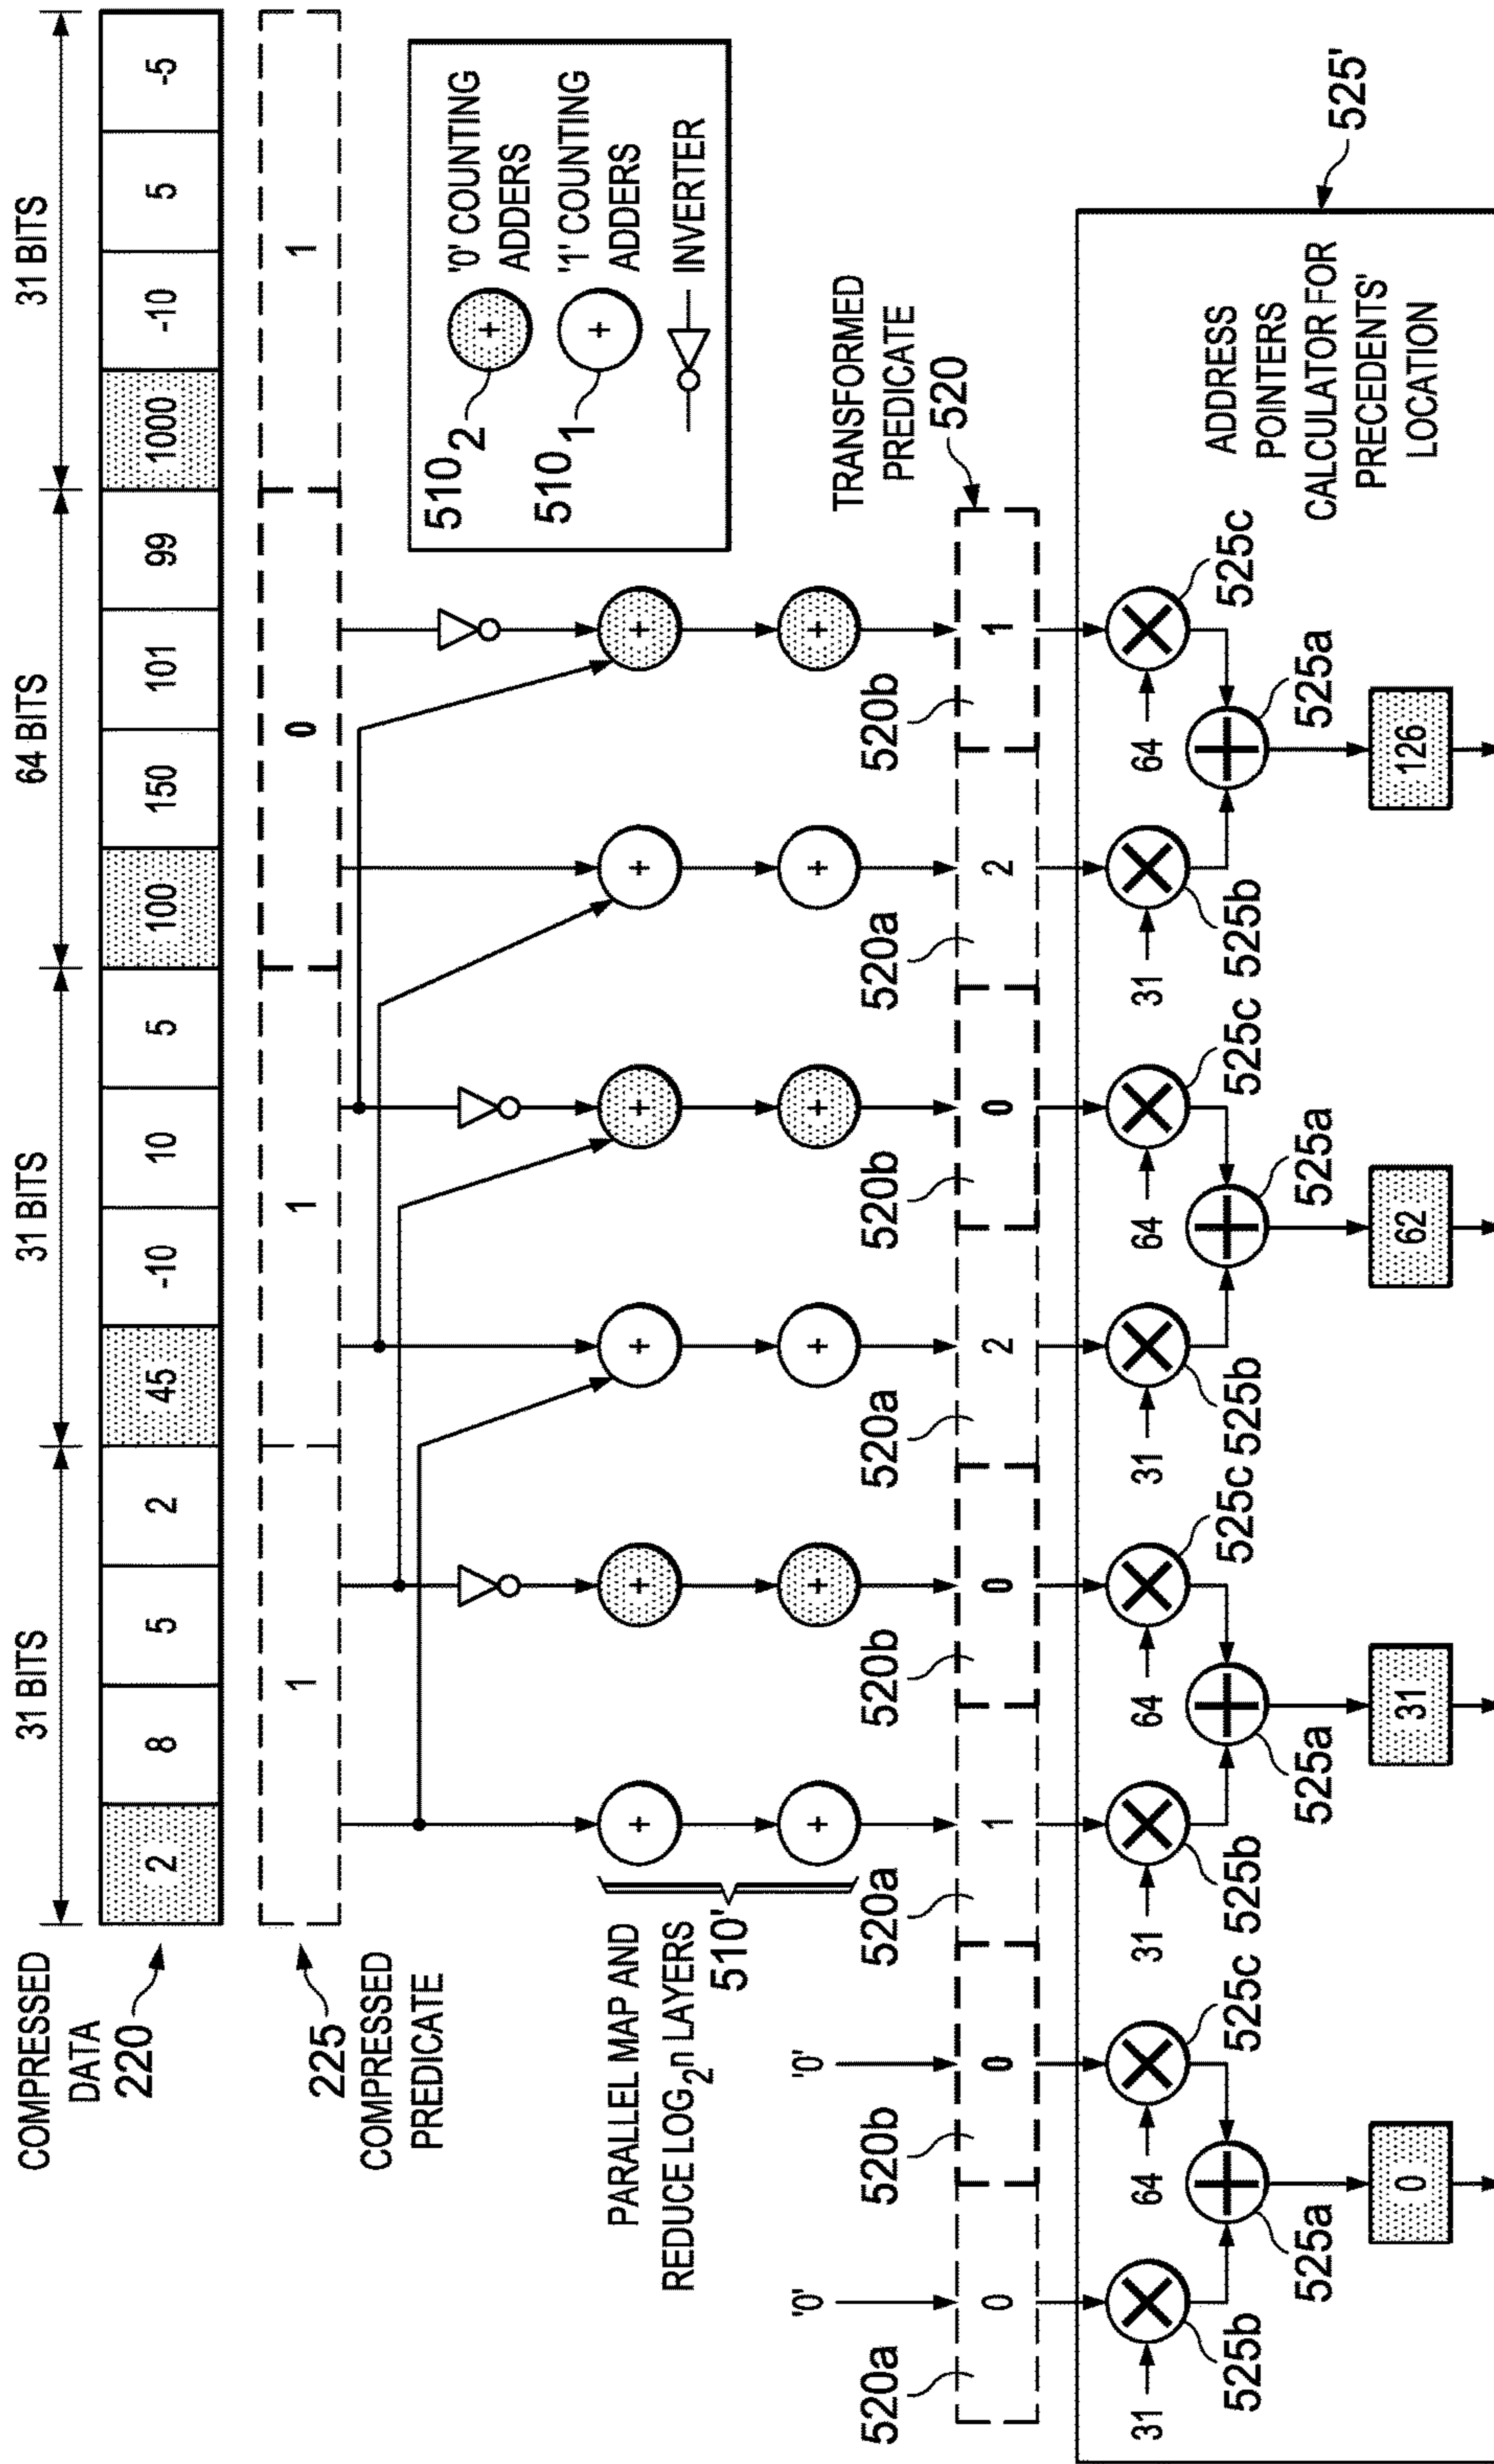 31 BITS 31 BITS 64 BITS 31 BITS
COMPRESSED
DATA
220
2 8 5 2 45 -10 10 5 100 150 101 99 1000 -10 5 -5
225
COMPRESSED
PREDICATE
1 1 0 1
510₂ + '0' COUNTING
ADDERS
510₁ + '1' COUNTING
ADDERS
INVERTER
PARALLEL MAP AND
REDUCE LOG₂n LAYERS
510'
+ + + + + +
+ + + + + +
TRANSFORMED
PREDICATE
520
'0' '0'
520a 520b 520a 520b 520a 520b 520a 520b
0 0 1 0 2 0 2 1
31 64 31 64 31 64 31 64
525b 525c 525b 525c 525b 525c 525b 525c
525a 525a 525a 525a
0 31 62 126
ADDRESS
POINTERS
CALCULATOR FOR
PRECEDENTS'
LOCATION
525'